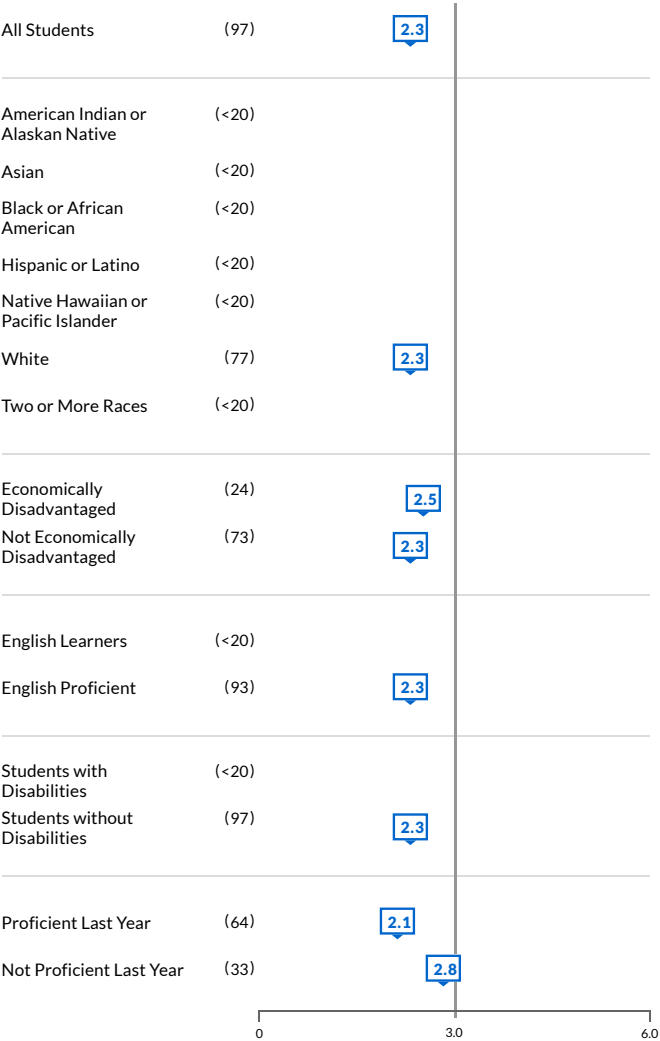 All Students (97) 2.3
American Indian or (<20)
Alaskan Native
Asian (<20)
Black or African (<20)
American
Hispanic or Latino (<20)
Native Hawaiian or (<20)
Pacific Islander
White (77) 2.3
Two or More Races (<20)
Economically (24) 2.5
Disadvantaged
Not Economically (73) 2.3
Disadvantaged
English Learners (<20)
English Proficient (93) 2.3
Students with (<20)
Disabilities
Students without (97) 2.3
Disabilities
Proficient Last Year (64) 2.1
Not Proficient Last Year (33) 2.8
0 3.0 6.0